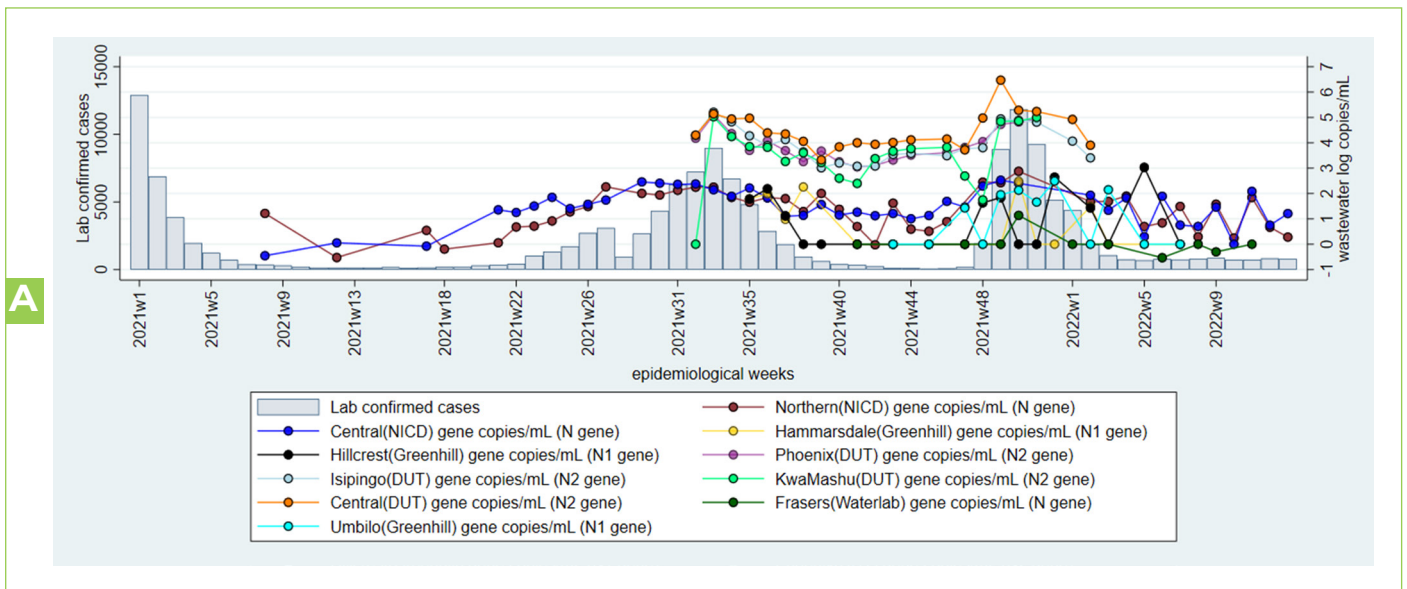 A
Lab confirmed cases
15000
10000
5000
0
7
6
5
4
3
2
1
0
-1
wastewater log copies/mL
2021w1
2021w5
2021w9
2021w13
2021w18
2021w22
2021w26
2021w31
2021w35
2021w40
2021w44
2021w48
2022w1
2022w5
2022w9
epidemiological weeks
Lab confirmed cases
Northern(NICD) gene copies/mL (N gene)
Central(NICD) gene copies/mL (N gene)
Hammarsdale(Greenhill) gene copies/mL (N1 gene)
Hillcrest(Greenhill) gene copies/mL (N1 gene)
Phoenix(DUT) gene copies/mL (N2 gene)
Isipingo(DUT) gene copies/mL (N2 gene)
KwaMashu(DUT) gene copies/mL (N2 gene)
Central(DUT) gene copies/mL (N2 gene)
Frasers(Waterlab) gene copies/mL (N gene)
Umbilo(Greenhill) gene copies/mL (N1 gene)